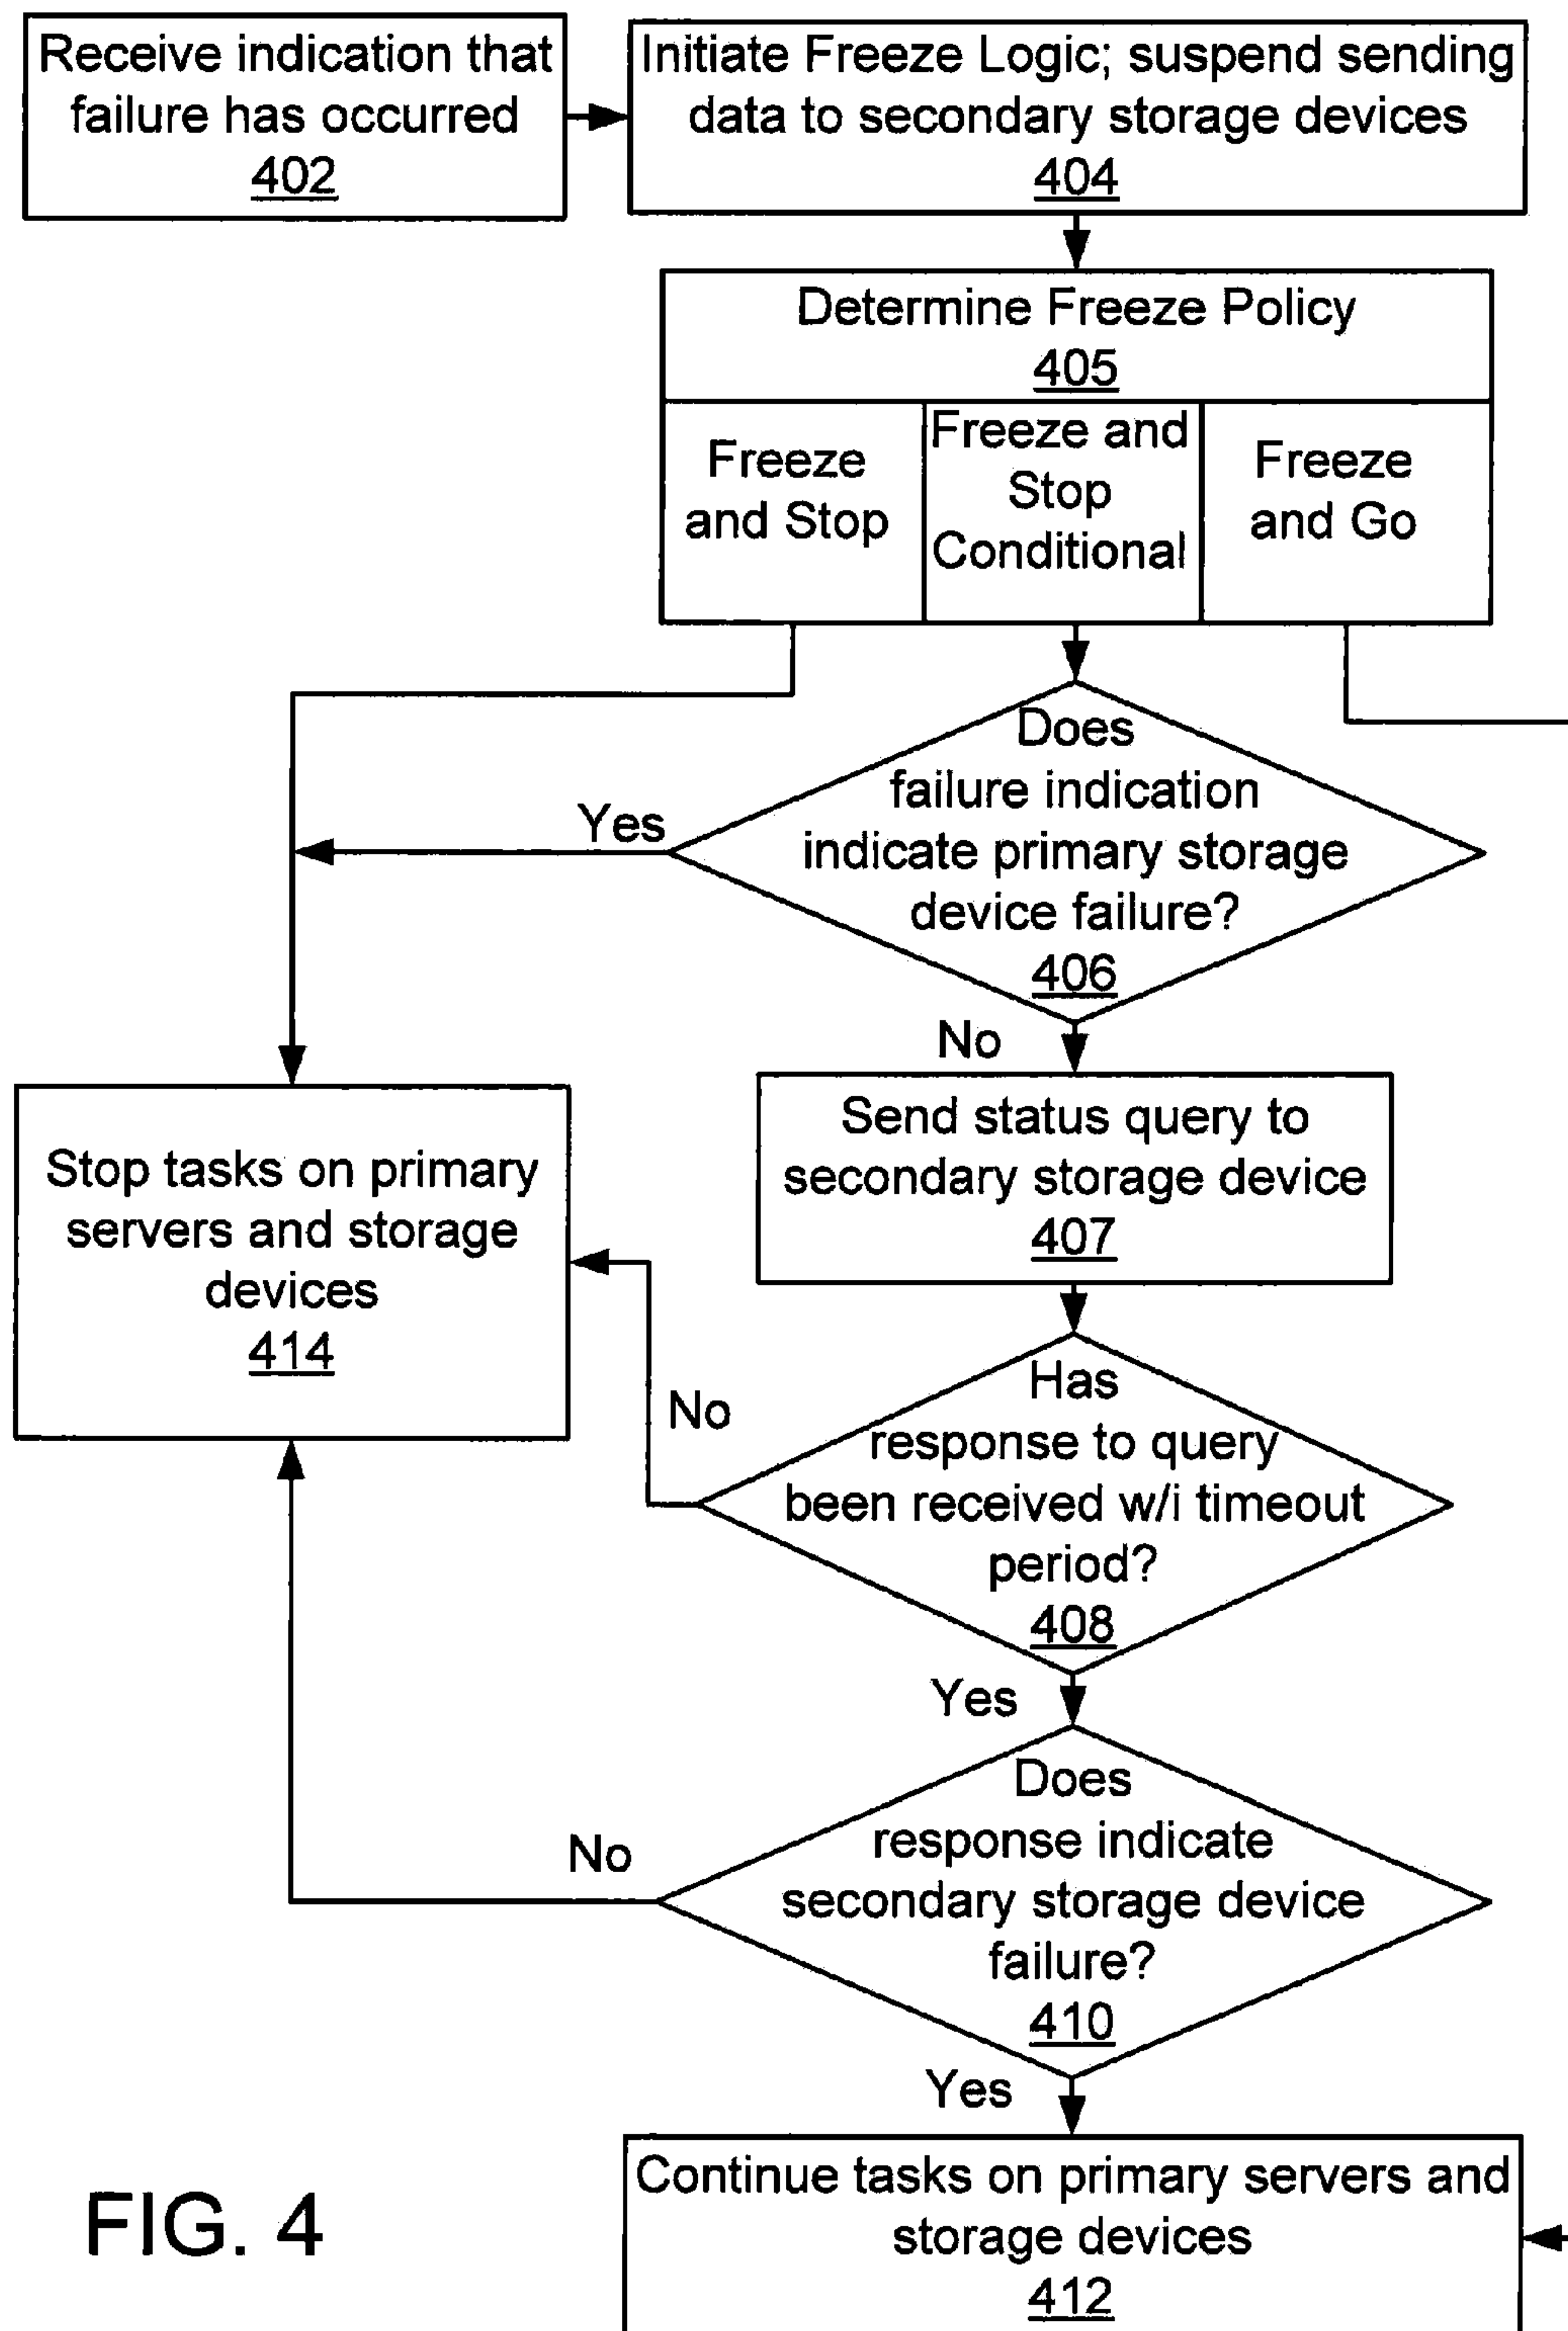 Receive indication that
failure has occurred
402
Initiate Freeze Logic; suspend sending
data to secondary storage devices
404
Determine Freeze Policy
405
Freeze
and Stop
Freeze and
Stop
Conditional
Freeze
and Go
Does
failure indication
indicate primary storage
device failure?
406
Yes
No
Send status query to
secondary storage device
407
Stop tasks on primary
servers and storage
devices
414
Has
response to query
been received w/i timeout
period?
408
No
Yes
Does
response indicate
secondary storage device
failure?
410
No
Yes
Continue tasks on primary servers and
storage devices
412
FIG. 4